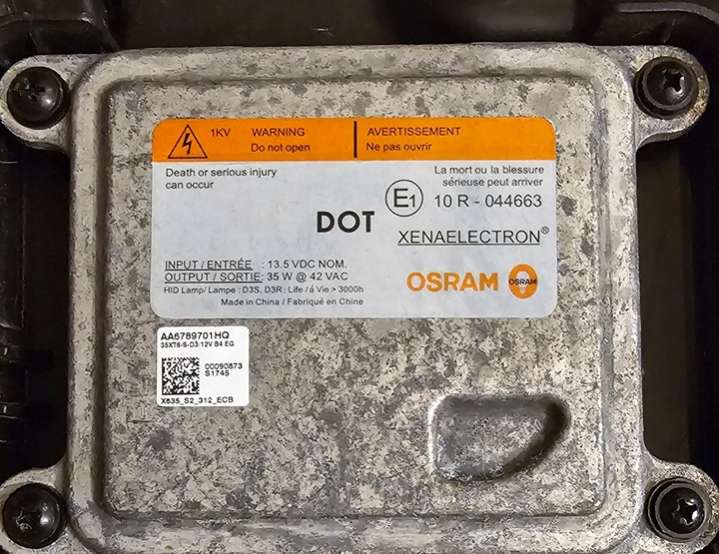 1KV WARNING AVERTISSEMENT
Do not open Ne pas ouvrir
Death or serious injury
can occur
La mort ou la blessure
sérieuse peut arriver
E1 10 R - 044663
DOT
XENAELECTRON®
INPUT / ENTRÉE : 13.5 VDC NOM.
OUTPUT / SORTIE: 35 W @ 42 VAC
OSRAM OSRAM
HID Lamp/ Lampe : D3S, D3R : Life / á Vie > 3000h
Made in China / Fabriqué en Chine
AA6789701HQ
35XT6-S-D3/12V B4 EG
00090873
S1745
X635_S2_312_ECB